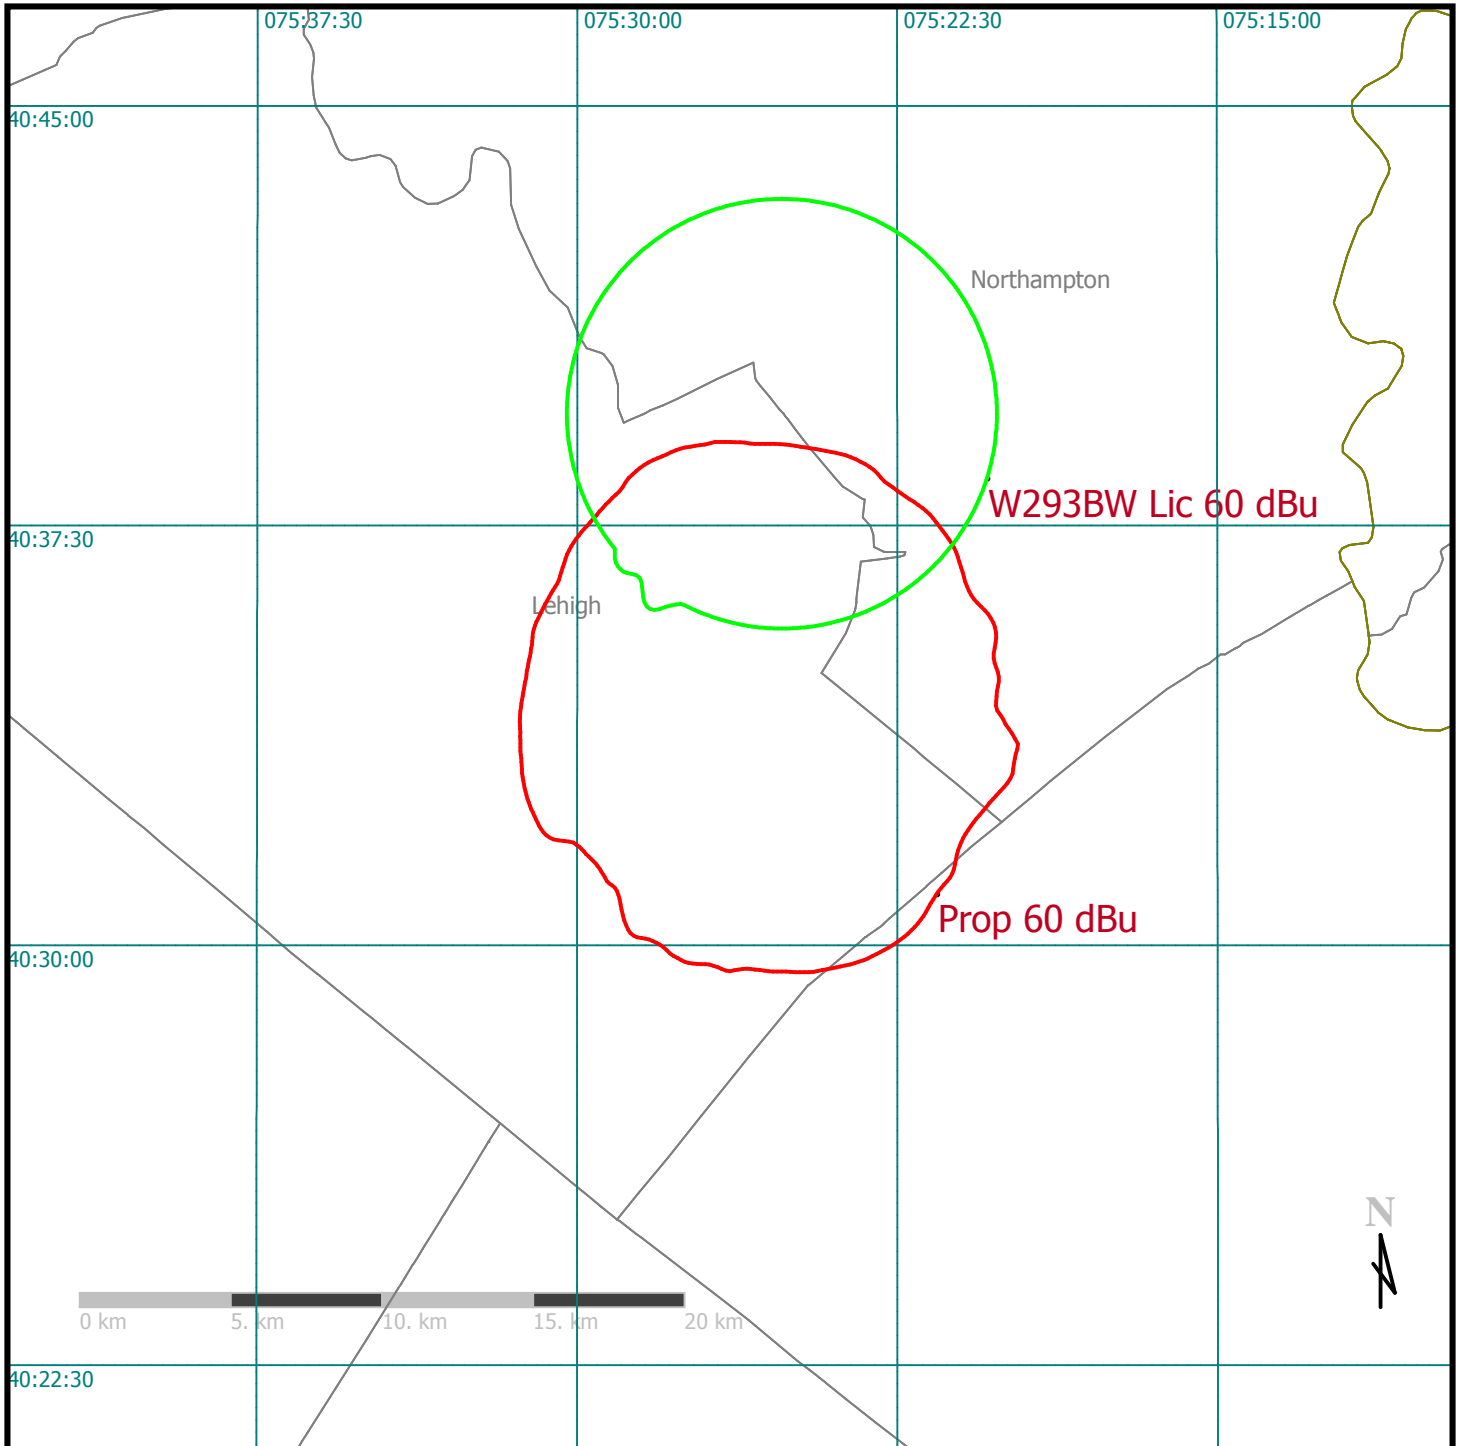 075:37:30
075:30:00
075:22:30
075:15:00
40:45:00
Northampton
W293BW Lic 60 dBu
40:37:30
Lehigh
Prop 60 dBu
40:30:00
N
0 km
5. km
10. km
15. km
20 km
40:22:30